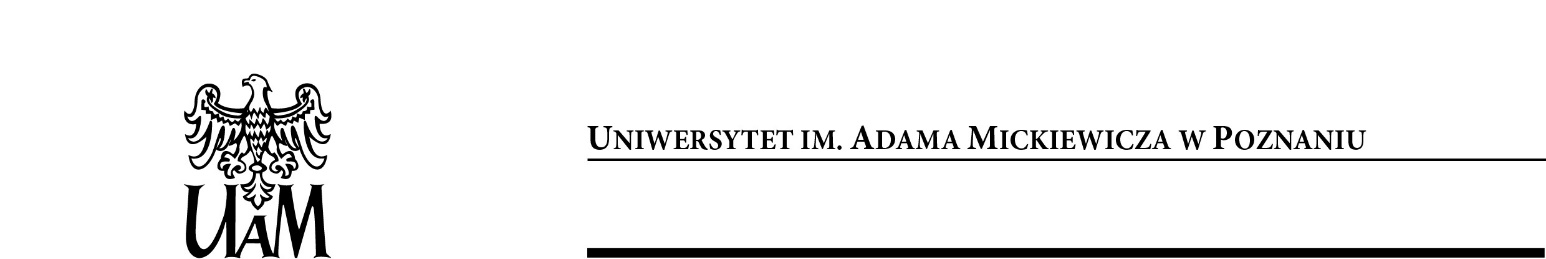 UNIWERSYTET IM. ADAMA MICKIEWICZA W POZNANIU
UAM